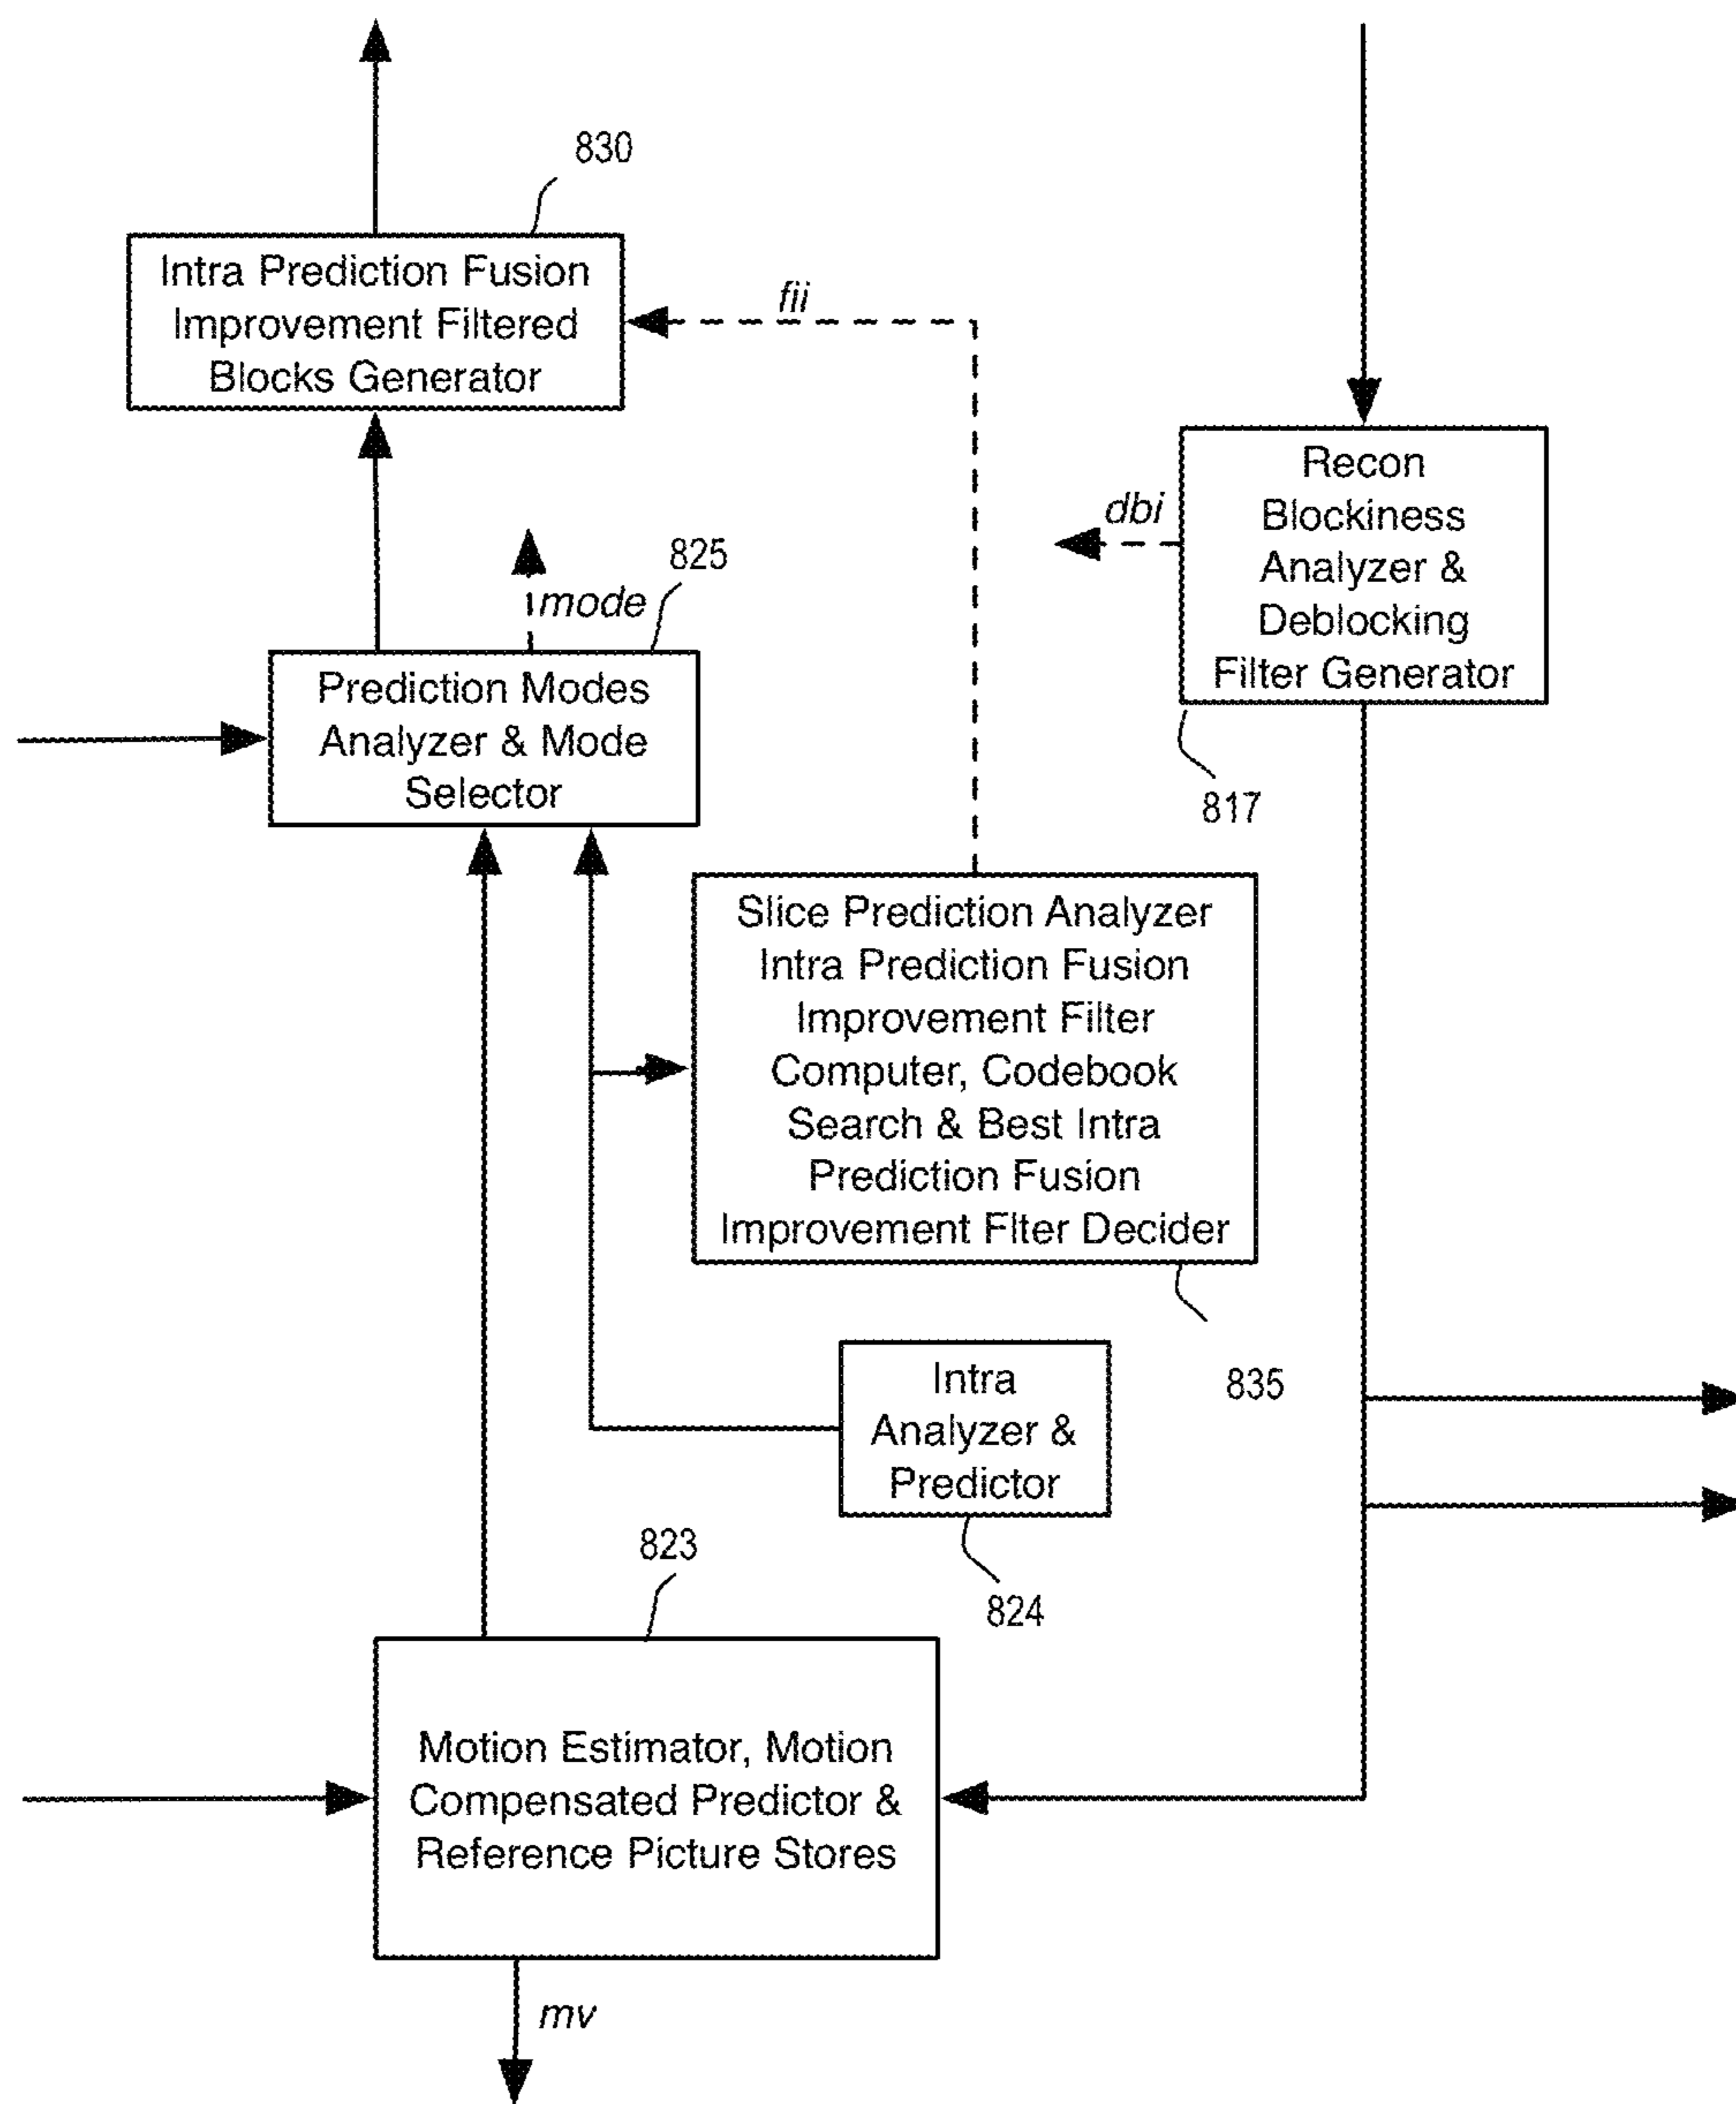 830
Intra Prediction Fusion
Improvement Filtered
Blocks Generator
fii
Recon
Blockiness
Analyzer &
Deblocking
Filter Generator
dbi
817
mode
825
Prediction Modes
Analyzer & Mode
Selector
Slice Prediction Analyzer
Intra Prediction Fusion
Improvement Filter
Computer, Codebook
Search & Best Intra
Prediction Fusion
Improvement Flter Decider
835
Intra
Analyzer &
Predictor
824
823
Motion Estimator, Motion
Compensated Predictor &
Reference Picture Stores
mv